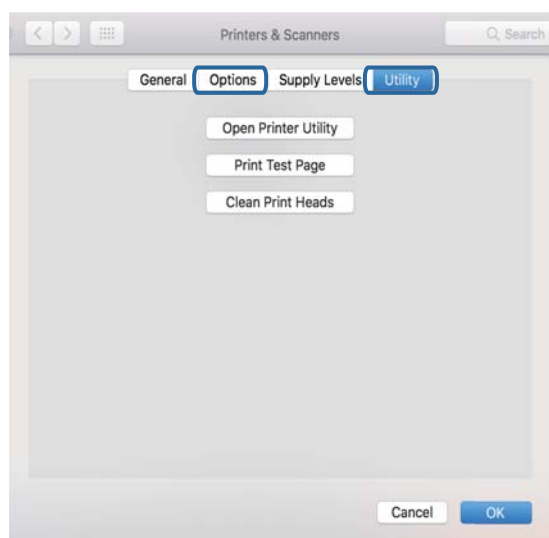 Printers & Scanners Search
General Options Supply Levels Utility
Open Printer Utility
Print Test Page
Clean Print Heads
Cancel OK